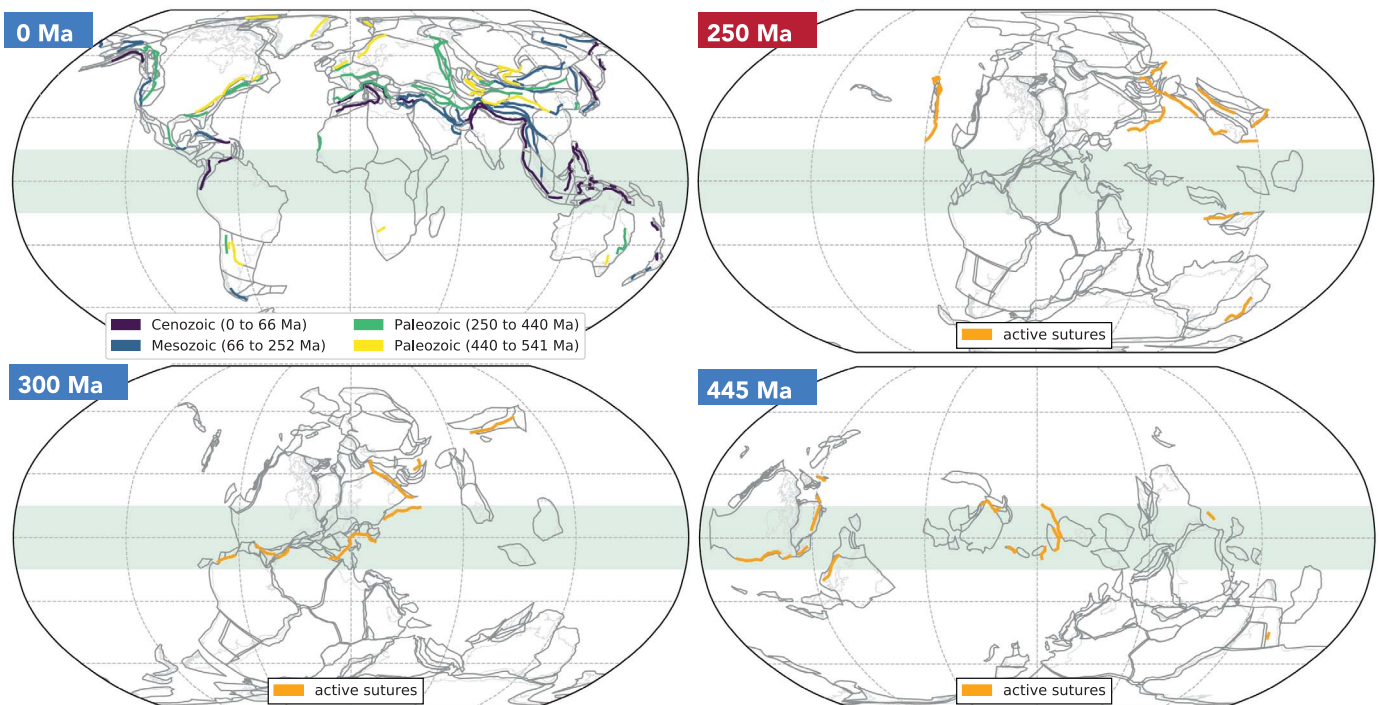 0 Ma
250 Ma
Cenozoic (0 to 66 Ma)
Paleozoic (250 to 440 Ma)
Mesozoic (66 to 252 Ma)
Paleozoic (440 to 541 Ma)
active sutures
300 Ma
445 Ma
active sutures
active sutures